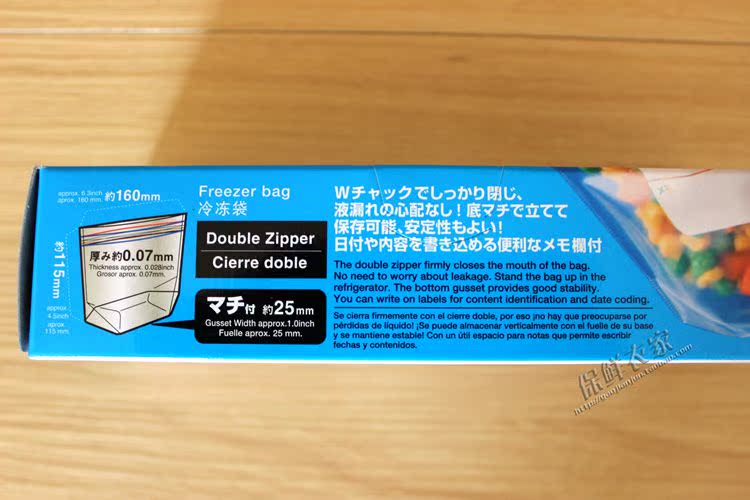 approx. 6.3inch
aprox. 160 mm.
約160mm
約115mm
approx.
4.5inch
aprox.
115 mm
厚み約0.07mm
Thickness approx. 0.028inch
Grosor aprox. 0.07mm.
Freezer bag
冷冻袋
Double Zipper
Cierre doble
マチ付 約25mm
Gusset Width approx.1.0inch
Fuelle aprox. 25 mm.
Wチャックでしっかり閉じ、
液漏れの心配なし!底マチで立てて
保存可能、安定性もよい!
日付や内容を書き込める便利なメモ欄付
The double zipper firmly closes the mouth of the bag.
No need to worry about leakage. Stand the bag up in the
refrigerator. The bottom gusset provides good stability.
You can write on labels for content identification and date coding.
Se cierra firmemente con el cierre doble, por eso ¡no hay que preocuparse por
pérdidas de líquido! ¡Se puede almacenar verticalmente con el fuelle de su base
y se mantiene estable! Con un útil espacio para notas que permite escribir
fechas y contenidos.
保鲜衣家